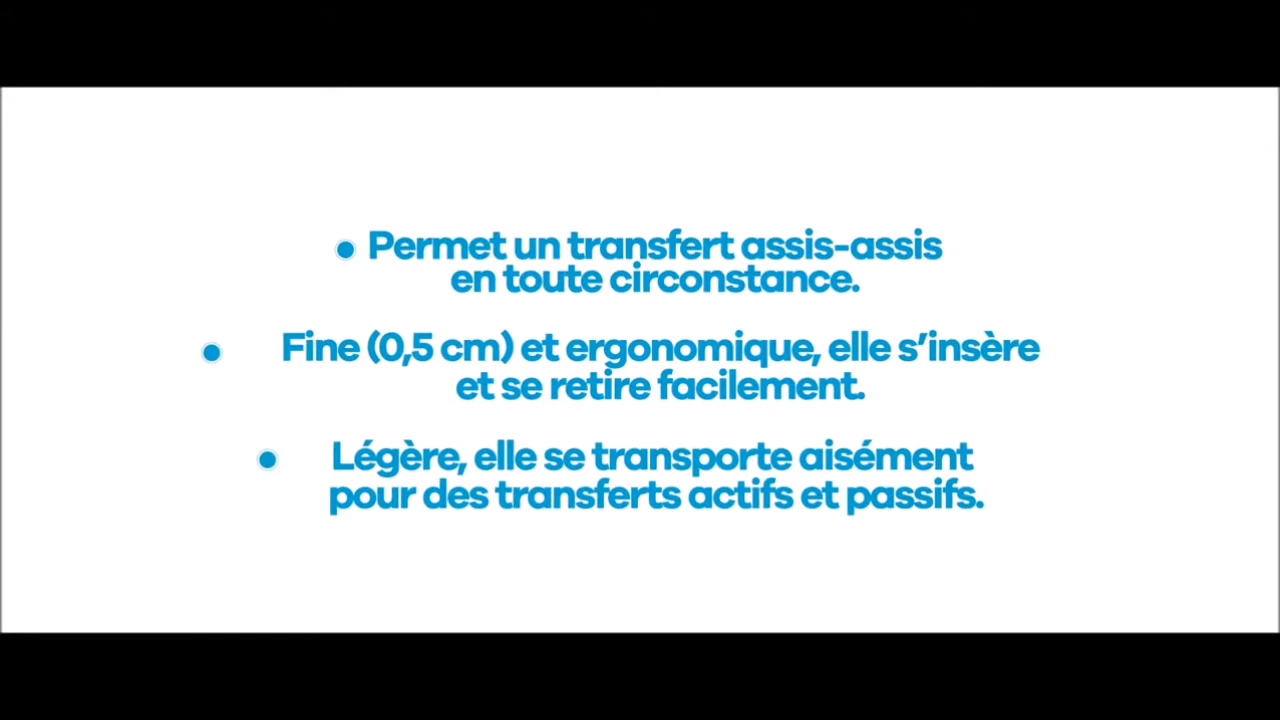 • Permet un transfert assis-assis
en toute circonstance.
• Fine (0,5 cm) et ergonomique, elle s’insère
et se retire facilement.
• Légère, elle se transporte aisément
pour des transferts actifs et passifs.